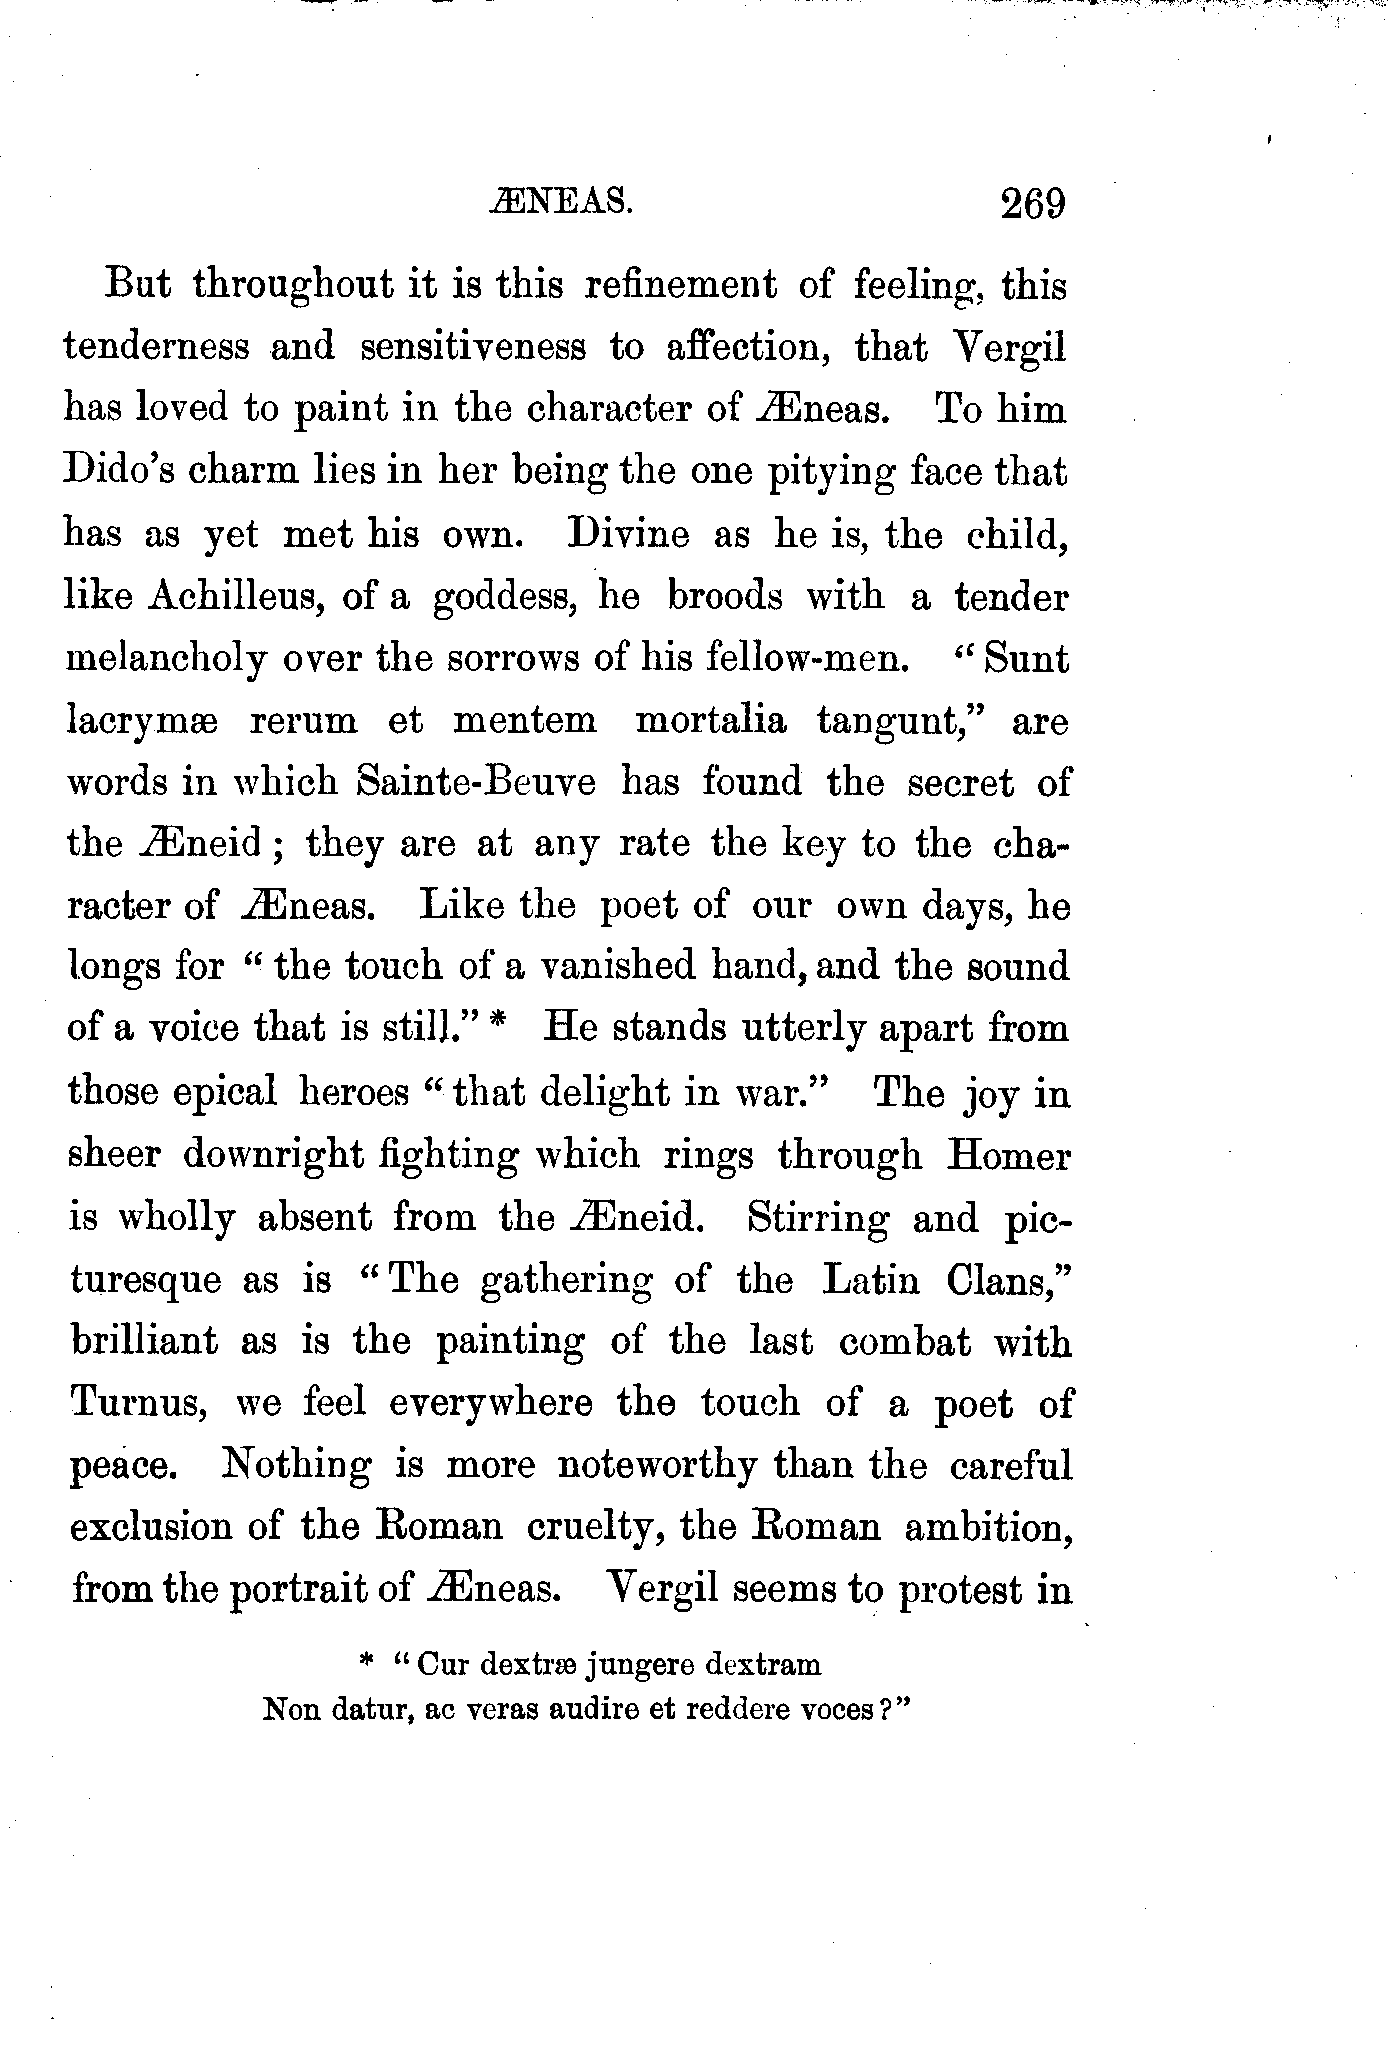 ÆNEAS. 269
But throughout it is this refinement of feeling, this
tenderness and sensitiveness to affection, that Vergil
has loved to paint in the character of Æneas. To him
Dido's charm lies in her being the one pitying face that
has as yet met his own. Divine as he is, the child,
like Achilleus, of a goddess, he broods with a tender
melancholy over the sorrows of his fellow-men. “Sunt
lacrymæ rerum et mentem mortalia tangunt,” are
words in which Sainte-Beuve has found the secret of
the Æneid; they are at any rate the key to the cha-
racter of Æneas. Like the poet of our own days, he
longs for “the touch of a vanished hand, and the sound
of a voice that is still.”* He stands utterly apart from
those epical heroes “that delight in war.” The joy in
sheer downright fighting which rings through Homer
is wholly absent from the Æneid. Stirring and pic-
turesque as is “The gathering of the Latin Clans,”
brilliant as is the painting of the last combat with
Turnus, we feel everywhere the touch of a poet of
peace. Nothing is more noteworthy than the careful
exclusion of the Roman cruelty, the Roman ambition,
from the portrait of Æneas. Vergil seems to protest in
* “Cur dextræ jungere dextram
Non datur, ac veras audire et reddere voces?”